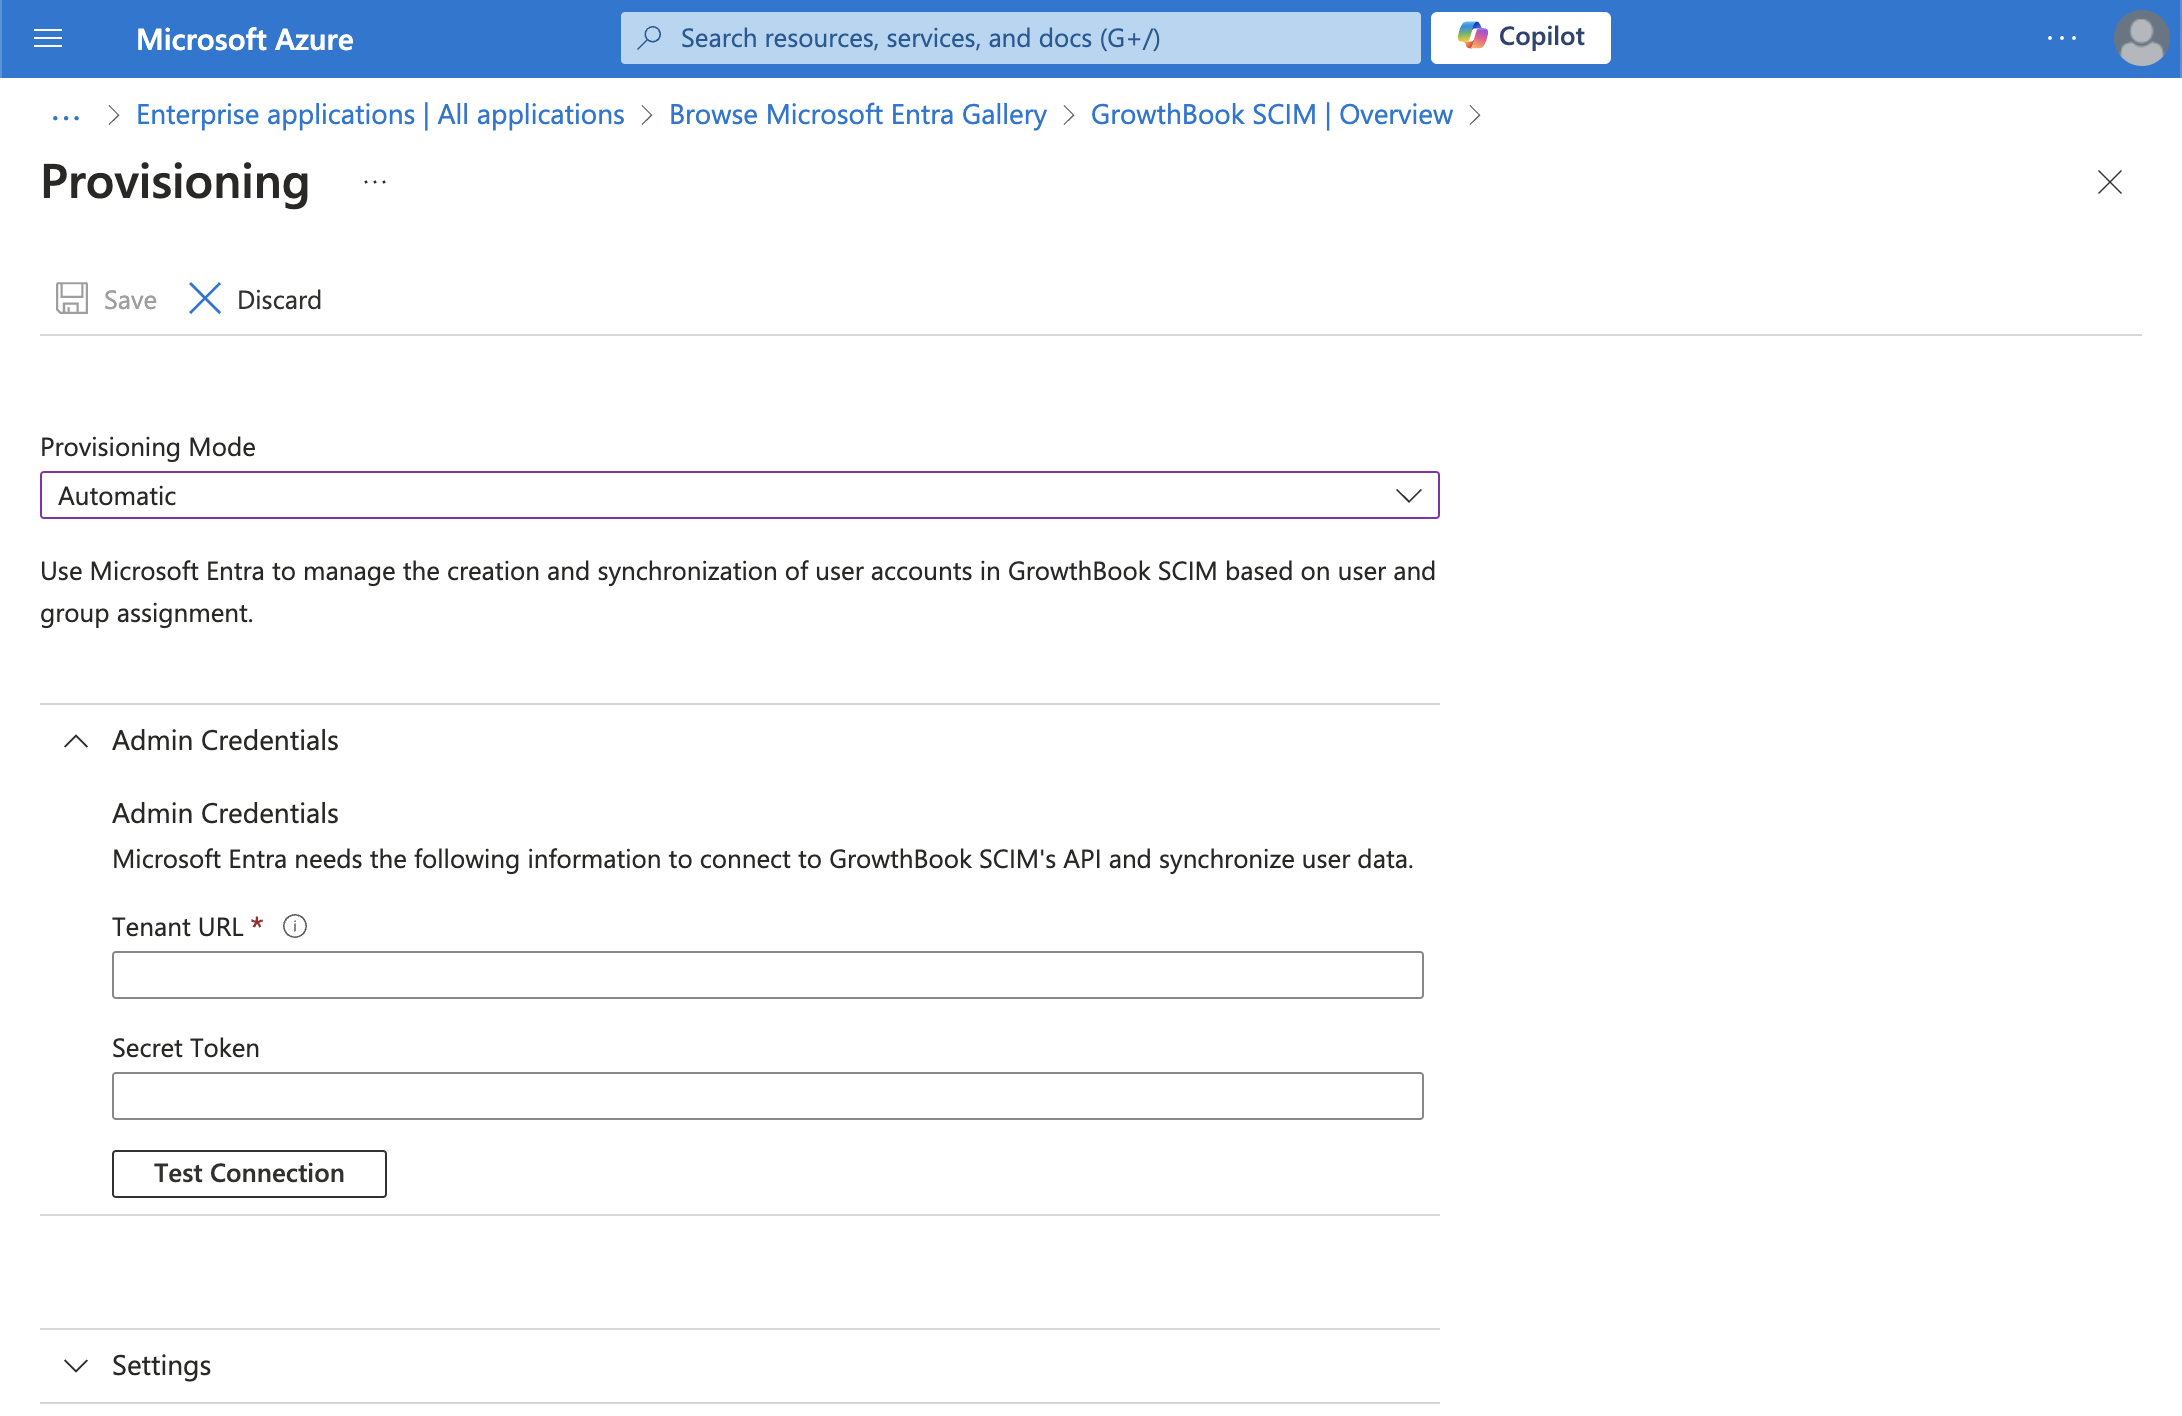 Microsoft Azure
Search resources, services, and docs (G+/)
Copilot
...
... > Enterprise applications | All applications > Browse Microsoft Entra Gallery > GrowthBook SCIM | Overview >
Provisioning ...
Save Discard
Provisioning Mode
Automatic
Use Microsoft Entra to manage the creation and synchronization of user accounts in GrowthBook SCIM based on user and
group assignment.
Admin Credentials
Admin Credentials
Microsoft Entra needs the following information to connect to GrowthBook SCIM's API and synchronize user data.
Tenant URL *
Secret Token
Test Connection
Settings